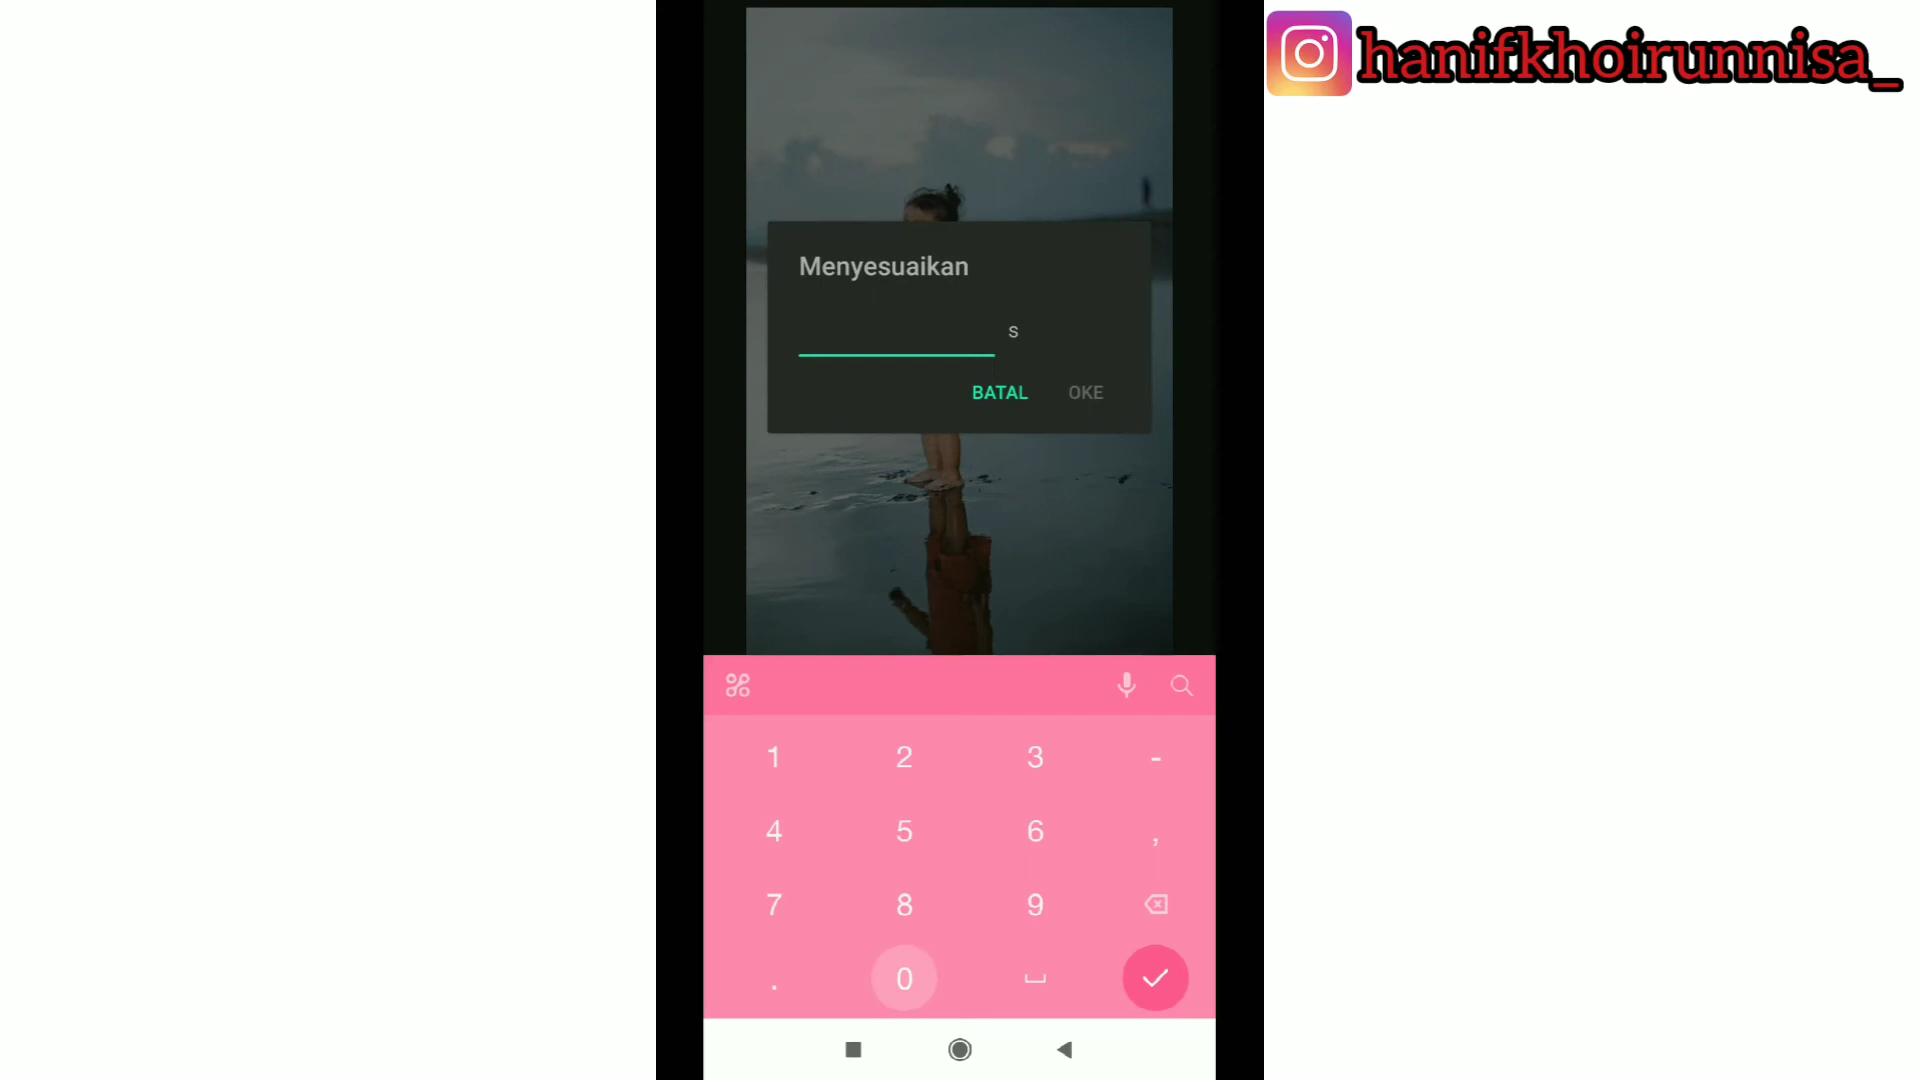 hanifkhoirunnisa_
Menyesuaikan
s
BATAL OKE
1 2 3 -
4 5 6 ,
7 8 9
. 0